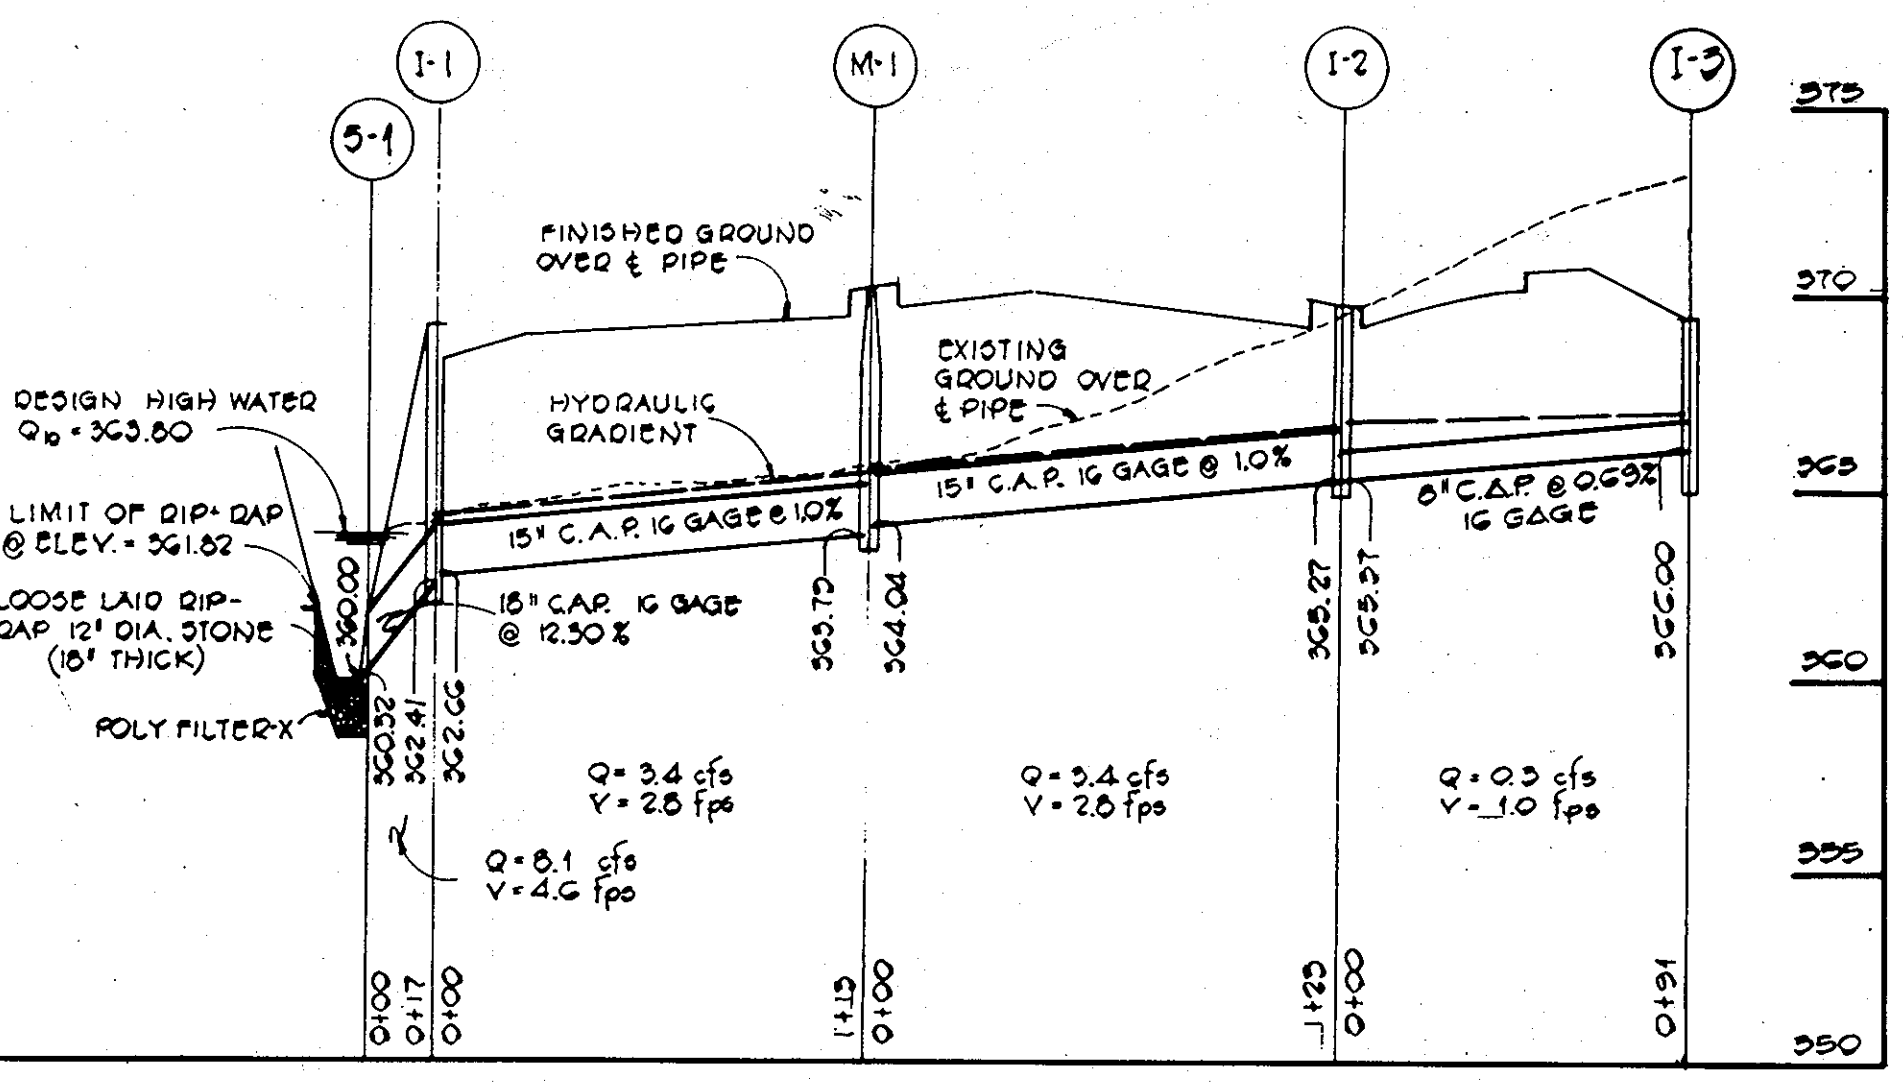 I-1
M-1
I-2
I-3
S-1
375
FINISHED GROUND
OVER ℄ PIPE
370
EXISTING
GROUND OVER
℄ PIPE
DESIGN HIGH WATER
Q10 = 363.80
HYDRAULIC
GRADIENT
365
15" C.A.P. 16 GAGE @ 1.0%
15" C.A.P. 16 GAGE @ 1.0%
8" C.A.P. @ 0.69%
16 GAGE
LIMIT OF RIP-RAP
@ ELEV. = 361.82
LOOSE LAID RIP-
RAP 12" DIA. STONE
(18" THICK)
POLY FILTER-X
18" C.A.P. 16 GAGE
@ 12.30%
360.00
360.32
362.41
362.66
363.79
364.04
365.27
365.37
366.00
360
Q = 3.4 cfs
V = 2.8 fps
Q = 3.4 cfs
V = 2.8 fps
Q = 0.3 cfs
V = 1.0 fps
Q = 8.1 cfs
V = 4.6 fps
355
0+00
0+17
0+00
1+13
0+00
1+23
0+00
0+91
350